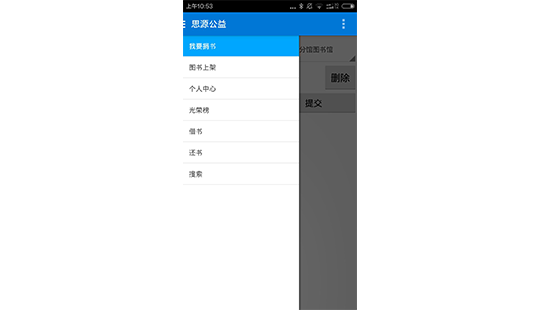 上午10:53
思源公益
我要捐书
分馆图书馆
图书上架
删除
个人中心
提交
光荣榜
借书
还书
搜索